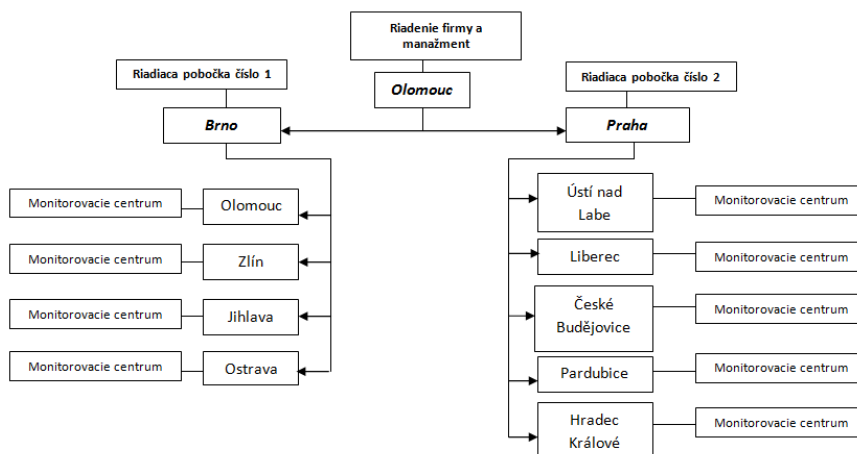 Riadenie firmy a
manažment
Olomouc
Riadiaca pobočka číslo 1
Brno
Riadiaca pobočka číslo 2
Praha
Monitorovacie centrum
Olomouc
Monitorovacie centrum
Zlín
Monitorovacie centrum
Jihlava
Monitorovacie centrum
Ostrava
Ústí nad
Labe
Monitorovacie centrum
Liberec
Monitorovacie centrum
České
Budějovice
Monitorovacie centrum
Pardubice
Monitorovacie centrum
Hradec
Králové
Monitorovacie centrum